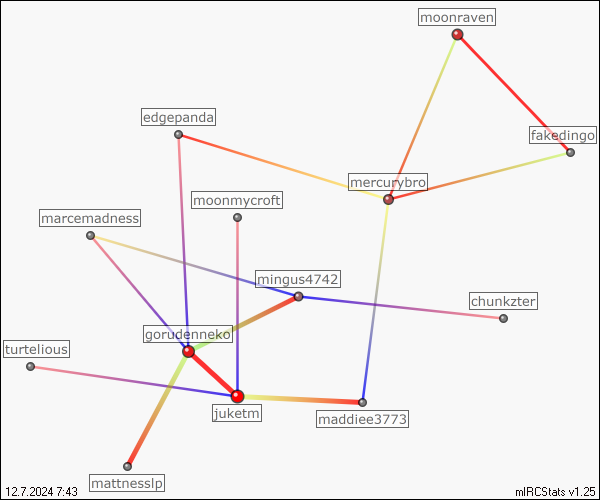 moonraven
edgepanda
fakedingo
mercurybro
moonmycroft
marcemadness
mingus4742
chunkzter
gorudenneko
turtelious
juketm
maddiee3773
mattnesslp
12.7.2024 7:43
mIRCStats v1.25